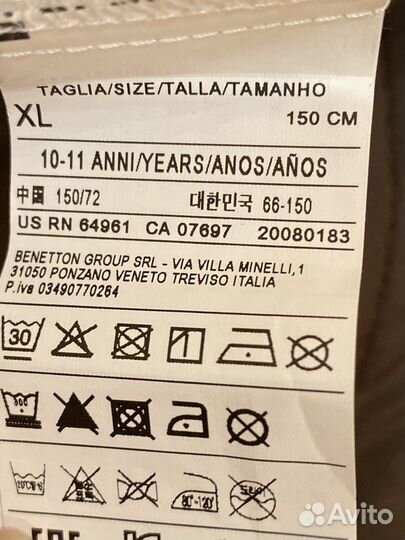 TAGLIA/SIZE/TALLA/TAMANHO
XL 150 CM
10-11 ANNI/YEARS/ANOS/AÑOS
中国 150/72 대한민국 66-150
US RN 64961 CA 07697 20080183
BENETTON GROUP SRL - VIA VILLA MINELLI,1
31050 PONZANO VENETO TREVISO ITALIA
P.iva 03490770264
30
80°-120°
Avito